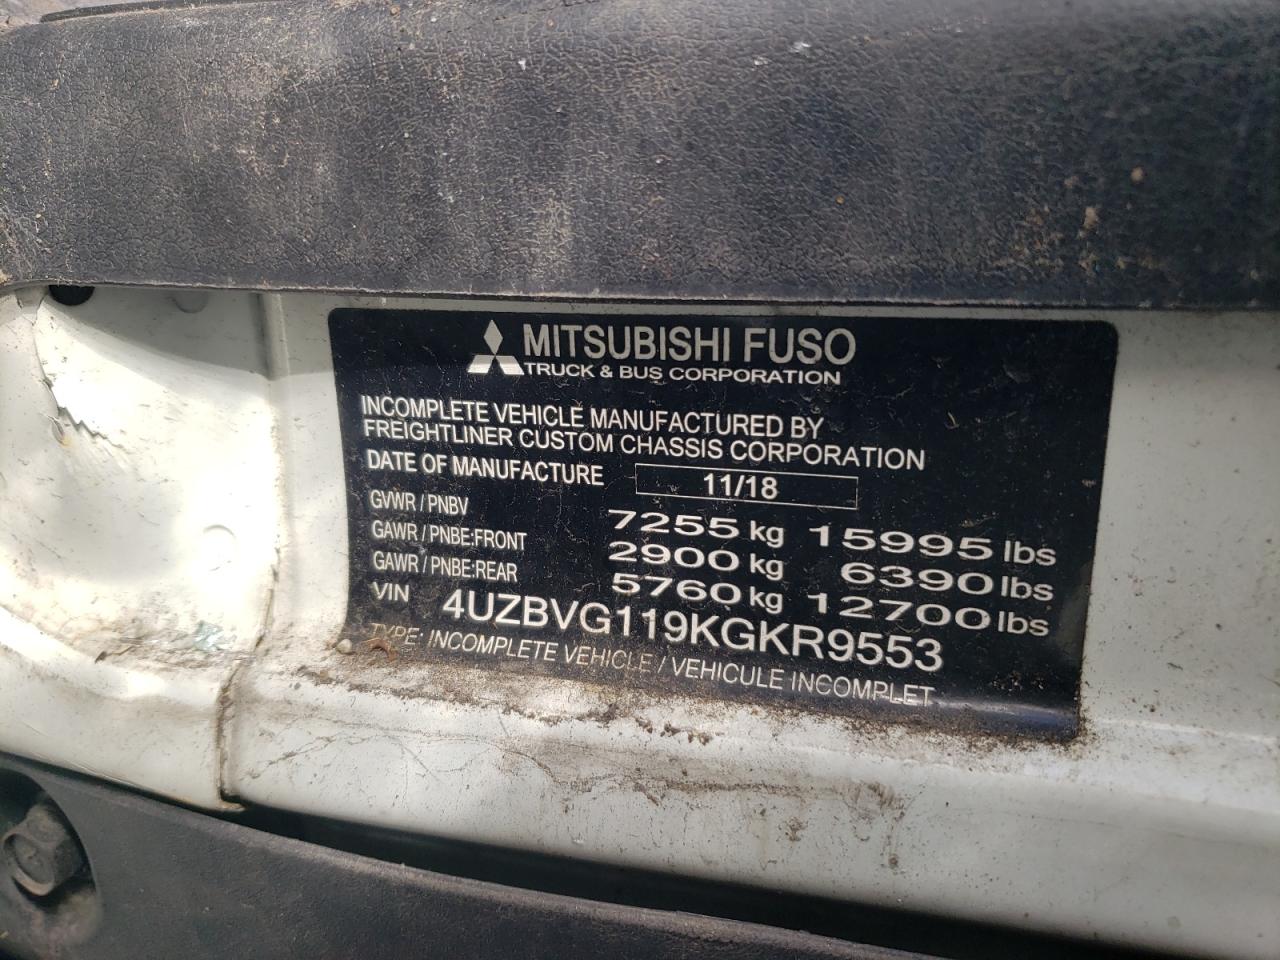 MITSUBISHI FUSO
TRUCK & BUS CORPORATION
INCOMPLETE VEHICLE MANUFACTURED BY
FREIGHTLINER CUSTOM CHASSIS CORPORATION
DATE OF MANUFACTURE 11/18
GVWR / PNBV 7255 kg 15995 lbs
GAWR / PNBE:FRONT 2900 kg 6390 lbs
GAWR / PNBE:REAR 5760 kg 12700 lbs
VIN 4UZBVG119KGKR9553
TYPE: INCOMPLETE VEHICLE / VEHICULE INCOMPLET